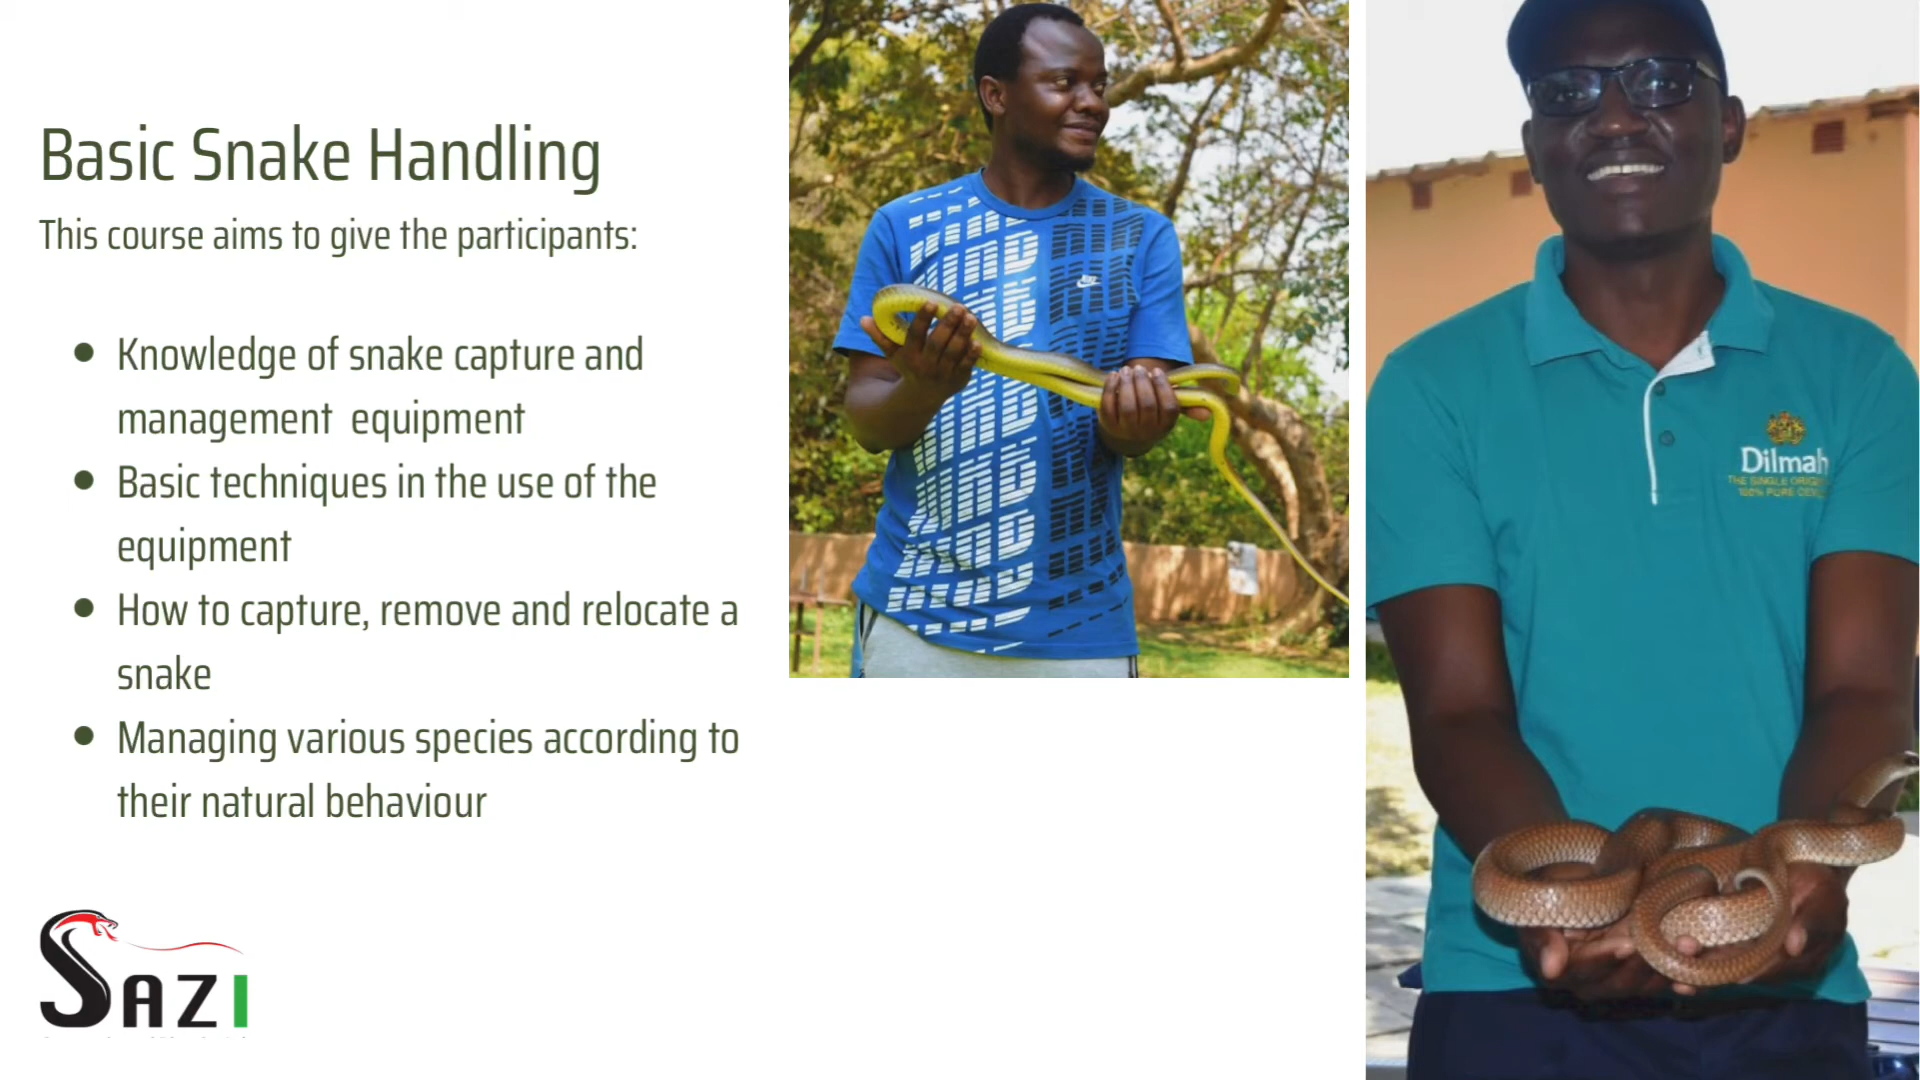 Basic Snake Handling
This course aims to give the participants:
Knowledge of snake capture and
management equipment
Basic techniques in the use of the
equipment
How to capture, remove and relocate a
snake
Managing various species according to
their natural behaviour
SAZI
Dilmah
THE SINGLE
100% PURE